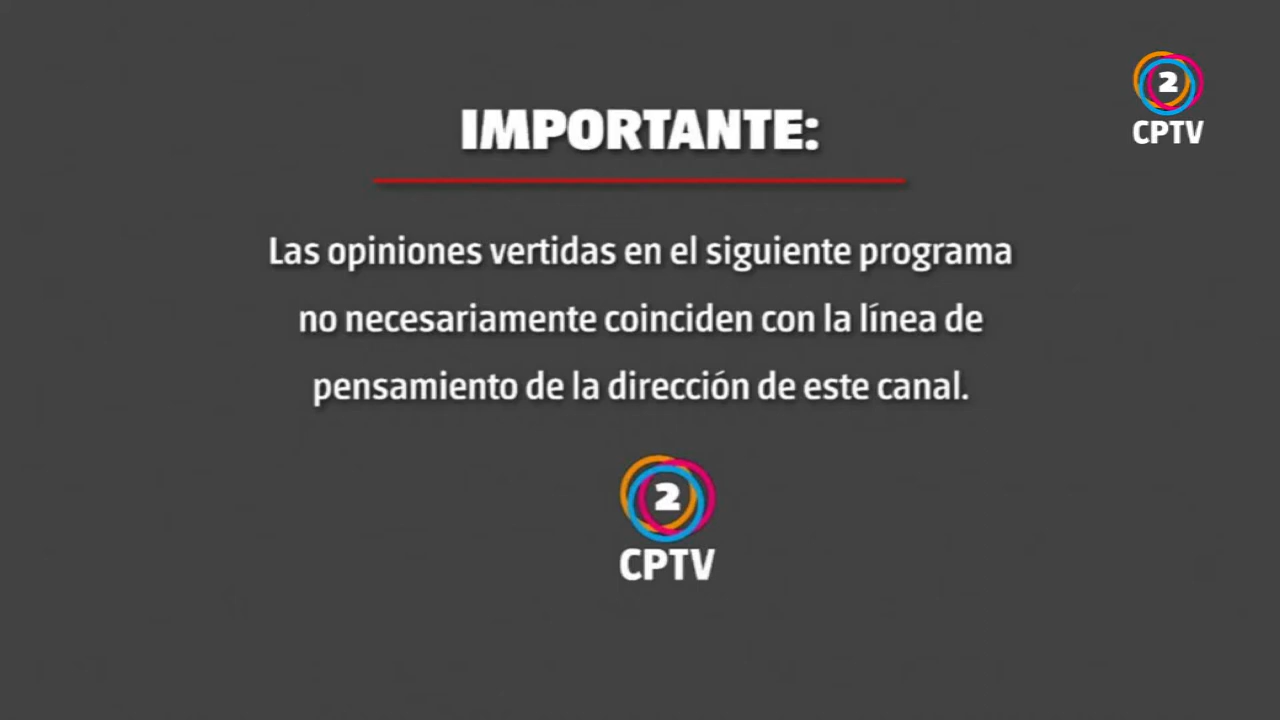 2
CPTV
IMPORTANTE:
Las opiniones vertidas en el siguiente programa
no necesariamente coinciden con la línea de
pensamiento de la dirección de este canal.
2
CPTV